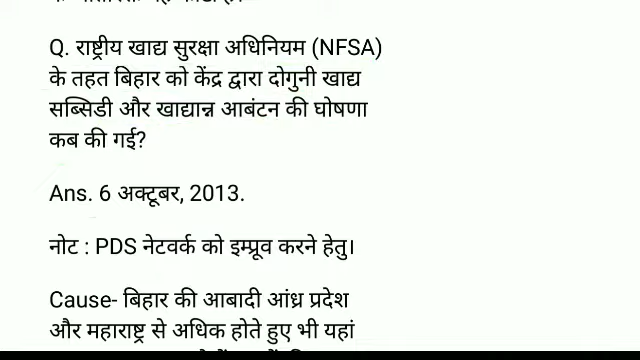 Q. राष्ट्रीय खाद्य सुरक्षा अधिनियम (NFSA)
के तहत बिहार को केंद्र द्वारा दोगुनी खाद्य
सब्सिडी और खाद्यान्न आबंटन की घोषणा
कब की गई?
Ans. 6 अक्टूबर, 2013.
नोट : PDS नेटवर्क को इम्प्रूव करने हेतु।
Cause- बिहार की आबादी आंध्र प्रदेश
और महाराष्ट्र से अधिक होते हुए भी यहां